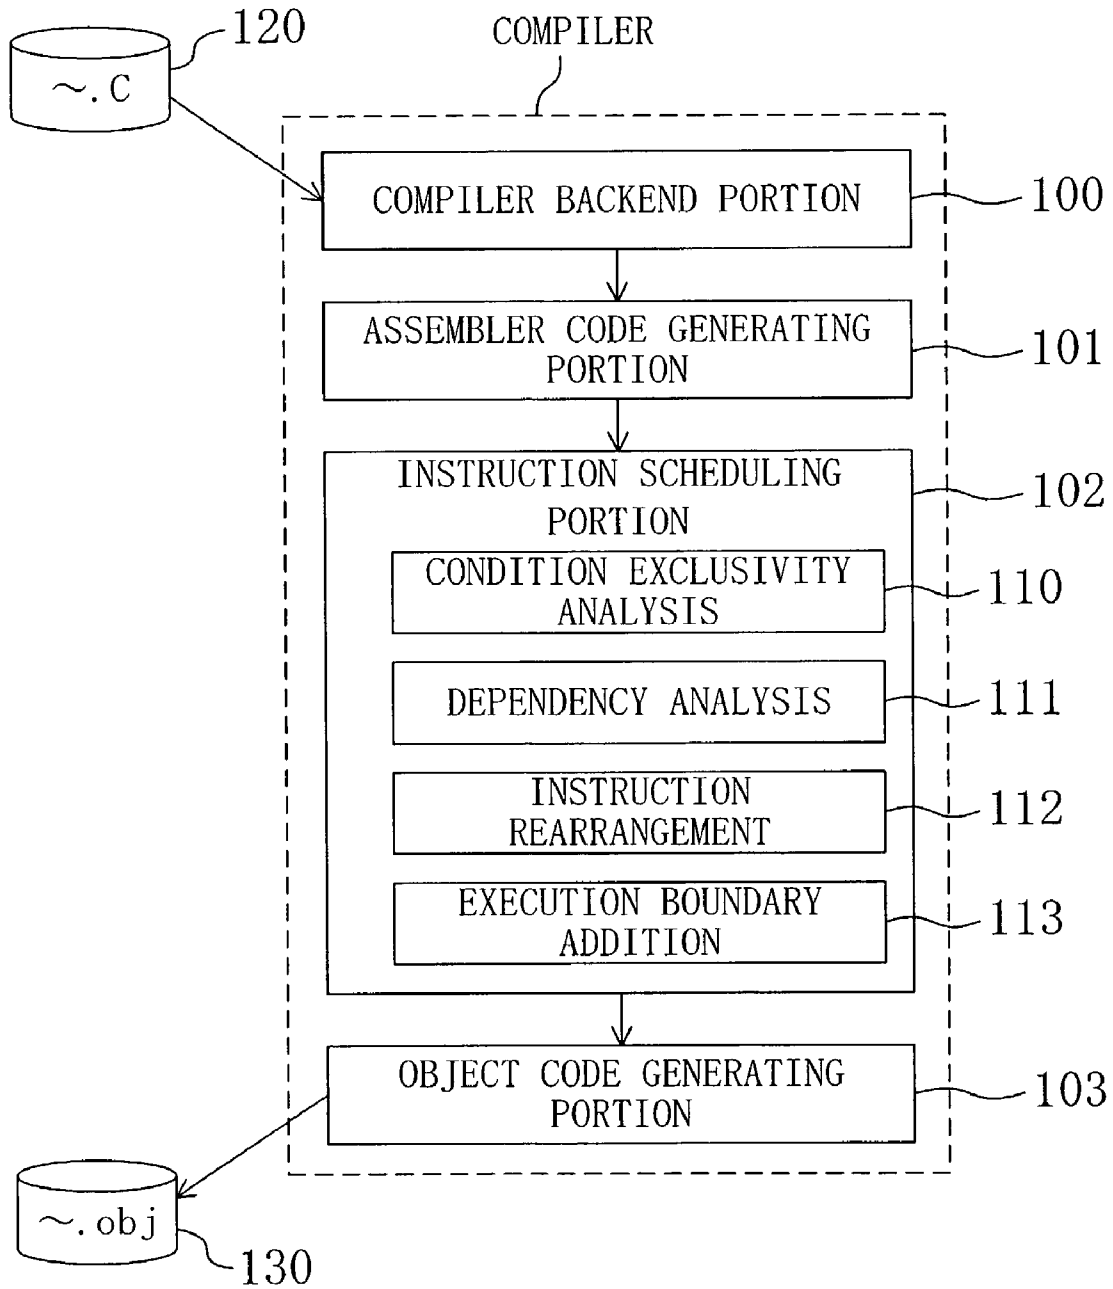 120
COMPILER
~.C
COMPILER BACKEND PORTION
100
ASSEMBLER CODE GENERATING
PORTION
101
INSTRUCTION SCHEDULING
PORTION
102
CONDITION EXCLUSIVITY
ANALYSIS
110
DEPENDENCY ANALYSIS
111
INSTRUCTION
REARRANGEMENT
112
EXECUTION BOUNDARY
ADDITION
113
OBJECT CODE GENERATING
PORTION
103
~.obj
130